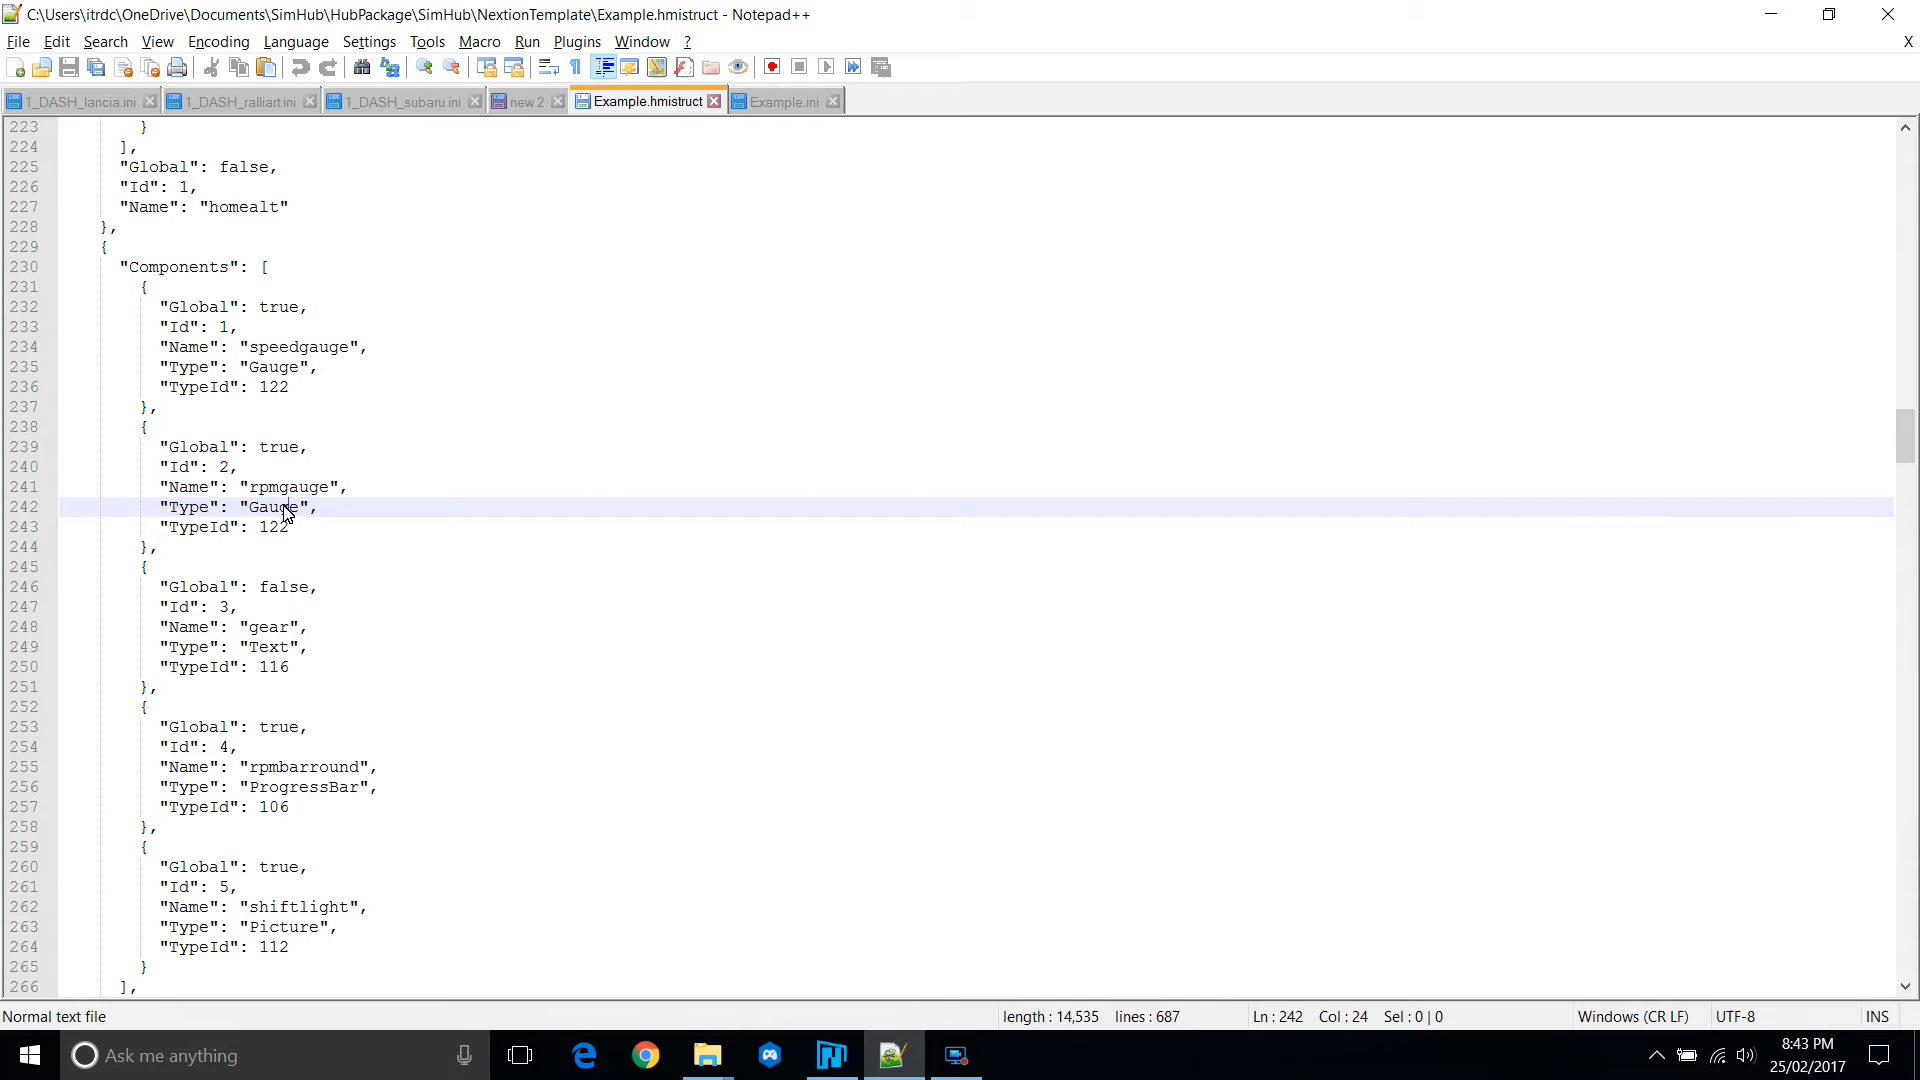 C:\Users\itrdc\OneDrive\Documents\SimHub\HubPackage\SimHub\NextionTemplate\Example.hmistruct - Notepad++
File Edit Search View Encoding Language Settings Tools Macro Run Plugins Window ? X
1_DASH_lancia.ini 1_DASH_ralliart.ini 1_DASH_subaru.ini new 2 Example.hmistruct Example.ini
223 }
224 ],
225 "Global": false,
226 "Id": 1,
227 "Name": "homealt"
228 },
229 {
230 "Components": [
231 {
232 "Global": true,
233 "Id": 1,
234 "Name": "speedgauge",
235 "Type": "Gauge",
236 "TypeId": 122
237 },
238 {
239 "Global": true,
240 "Id": 2,
241 "Name": "rpmgauge",
242 "Type": "Gauge",
243 "TypeId": 122
244 },
245 {
246 "Global": false,
247 "Id": 3,
248 "Name": "gear",
249 "Type": "Text",
250 "TypeId": 116
251 },
252 {
253 "Global": true,
254 "Id": 4,
255 "Name": "rpmbarround",
256 "Type": "ProgressBar",
257 "TypeId": 106
258 },
259 {
260 "Global": true,
261 "Id": 5,
262 "Name": "shiftlight",
263 "Type": "Picture",
264 "TypeId": 112
265 }
266 ],
Normal text file length : 14,535 lines : 687 Ln : 242 Col : 24 Sel : 0 | 0 Windows (CR LF) UTF-8 INS
Ask me anything
8:43 PM
25/02/2017